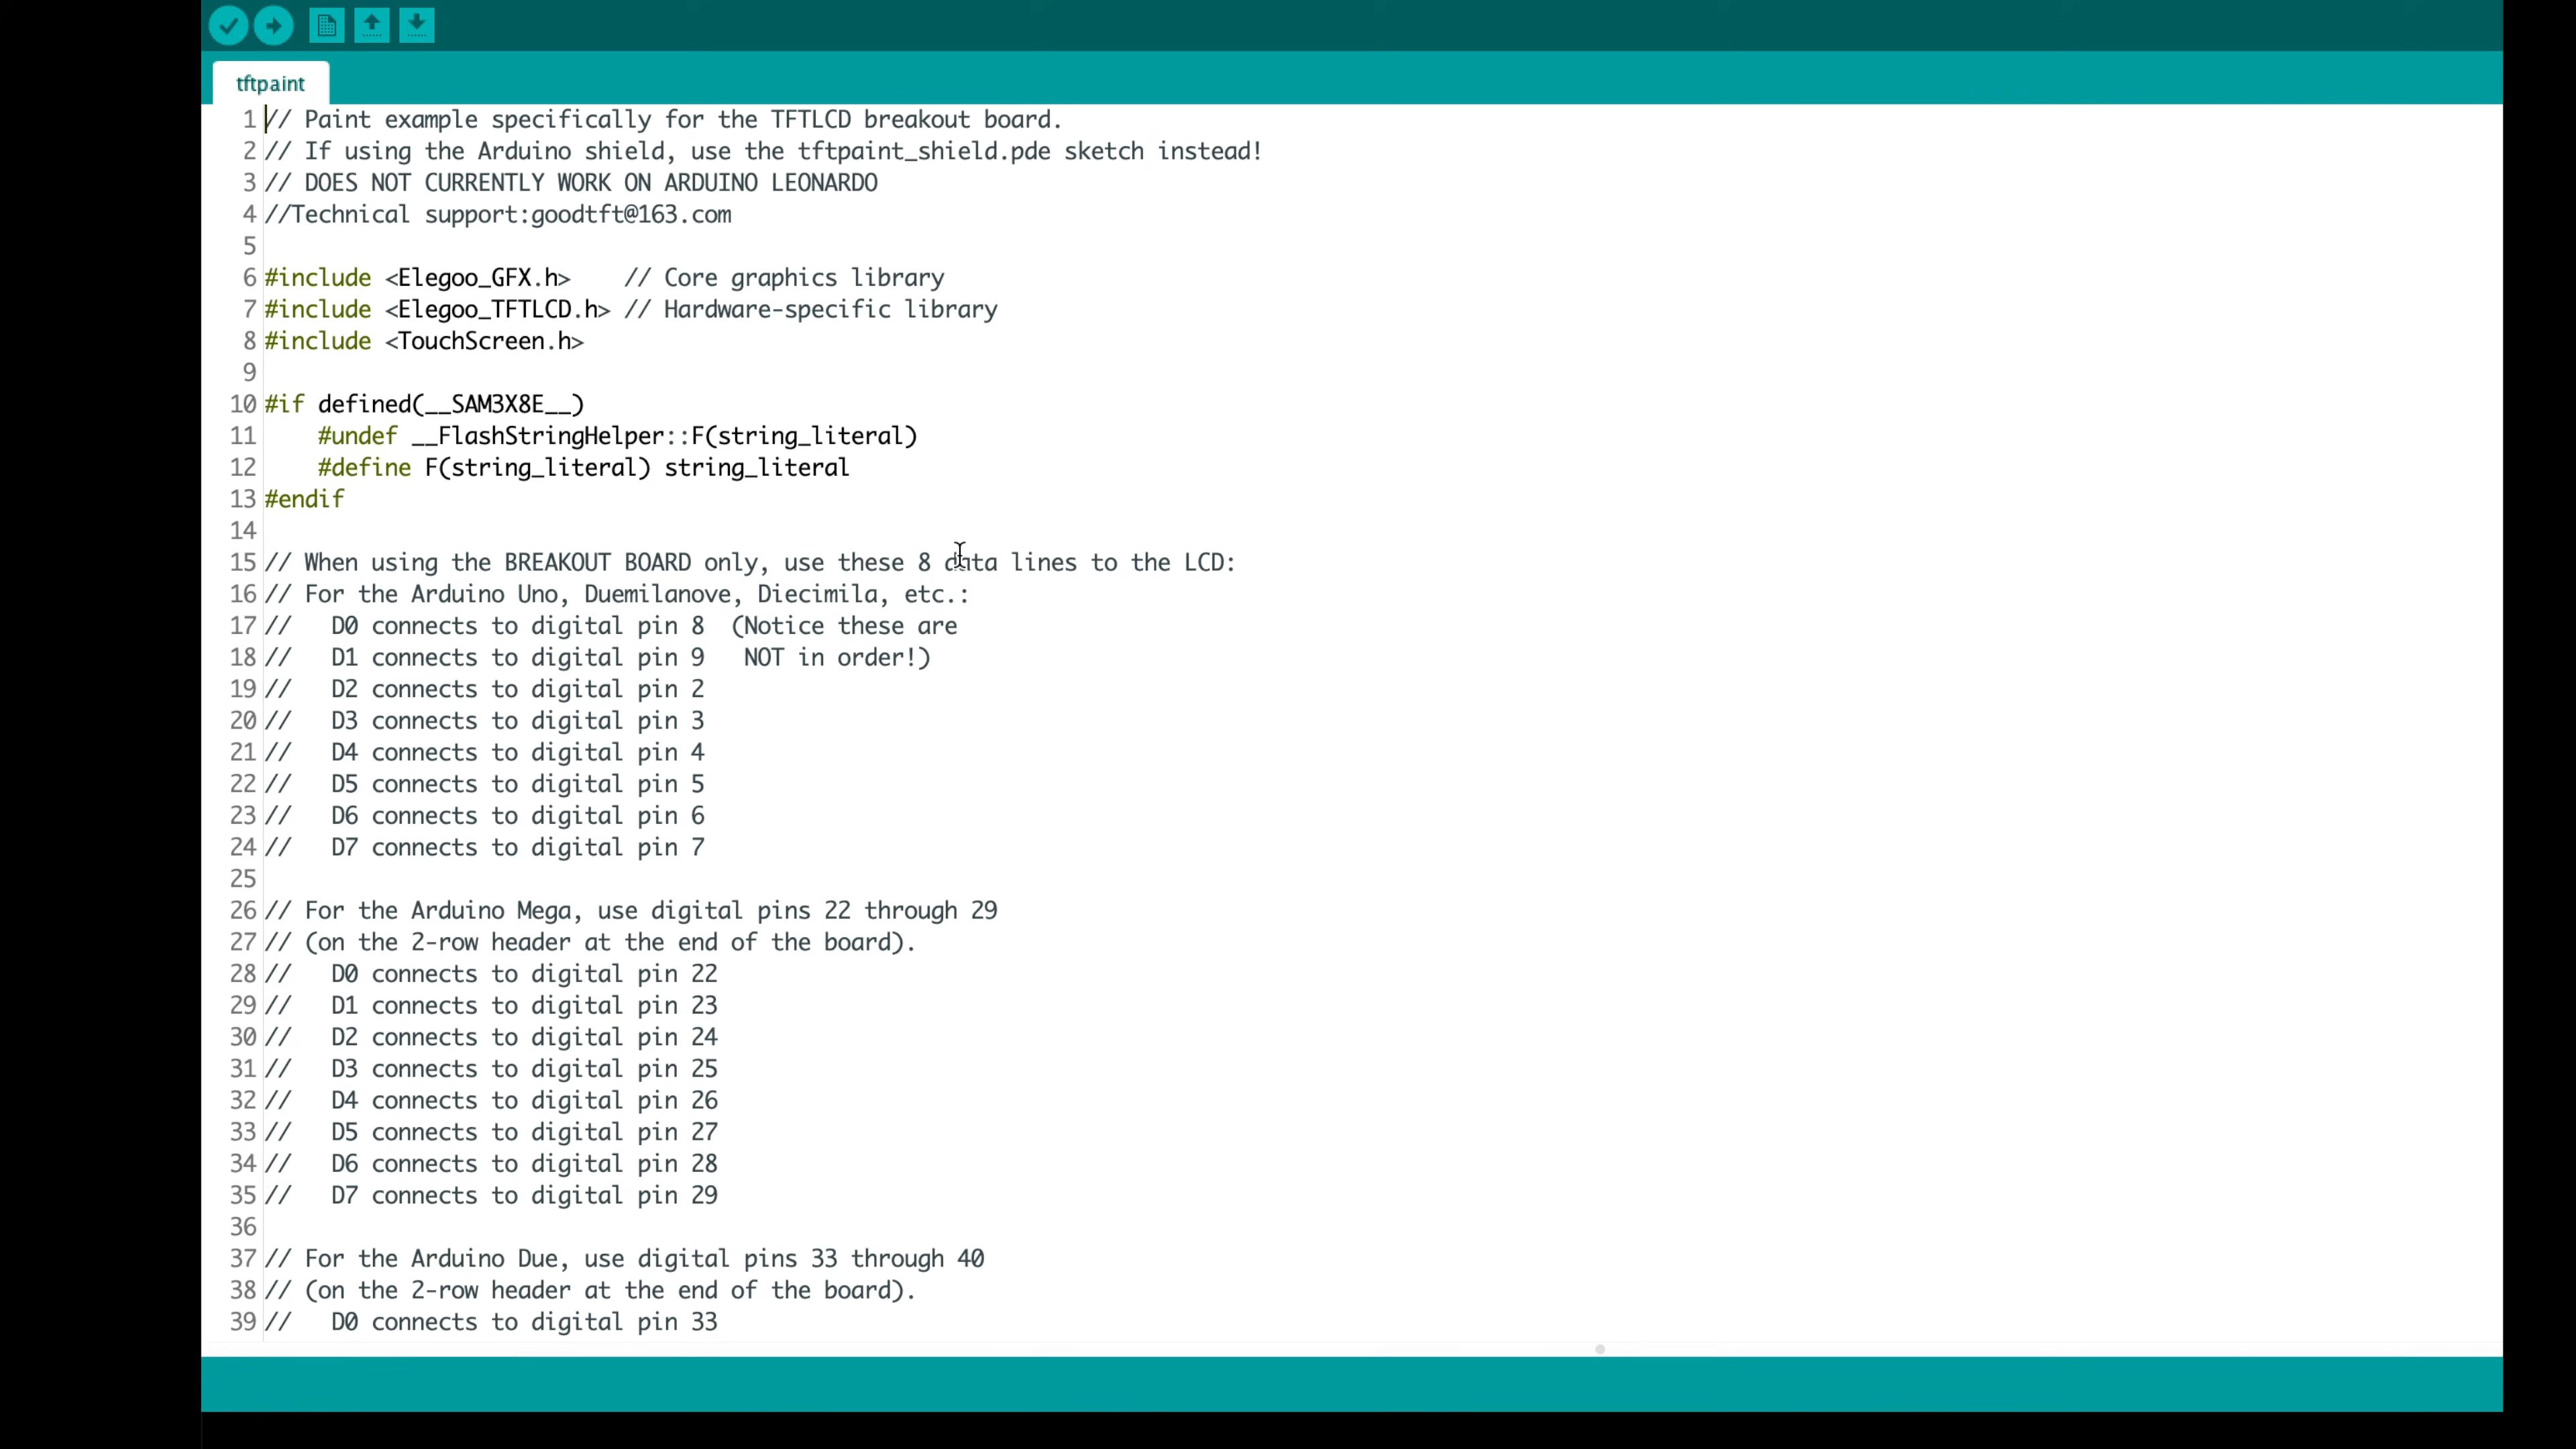 tftpaint
1 // Paint example specifically for the TFTLCD breakout board.
2 // If using the Arduino shield, use the tftpaint_shield.pde sketch instead!
3 // DOES NOT CURRENTLY WORK ON ARDUINO LEONARDO
4 //Technical support:goodtft@163.com
5
6 #include <Elegoo_GFX.h>    // Core graphics library
7 #include <Elegoo_TFTLCD.h> // Hardware-specific library
8 #include <TouchScreen.h>
9
10 #if defined(__SAM3X8E__)
11     #undef __FlashStringHelper::F(string_literal)
12     #define F(string_literal) string_literal
13 #endif
14
15 // When using the BREAKOUT BOARD only, use these 8 data lines to the LCD:
16 // For the Arduino Uno, Duemilanove, Diecimila, etc.:
17 //   D0 connects to digital pin 8  (Notice these are
18 //   D1 connects to digital pin 9   NOT in order!)
19 //   D2 connects to digital pin 2
20 //   D3 connects to digital pin 3
21 //   D4 connects to digital pin 4
22 //   D5 connects to digital pin 5
23 //   D6 connects to digital pin 6
24 //   D7 connects to digital pin 7
25
26 // For the Arduino Mega, use digital pins 22 through 29
27 // (on the 2-row header at the end of the board).
28 //   D0 connects to digital pin 22
29 //   D1 connects to digital pin 23
30 //   D2 connects to digital pin 24
31 //   D3 connects to digital pin 25
32 //   D4 connects to digital pin 26
33 //   D5 connects to digital pin 27
34 //   D6 connects to digital pin 28
35 //   D7 connects to digital pin 29
36
37 // For the Arduino Due, use digital pins 33 through 40
38 // (on the 2-row header at the end of the board).
39 //   D0 connects to digital pin 33